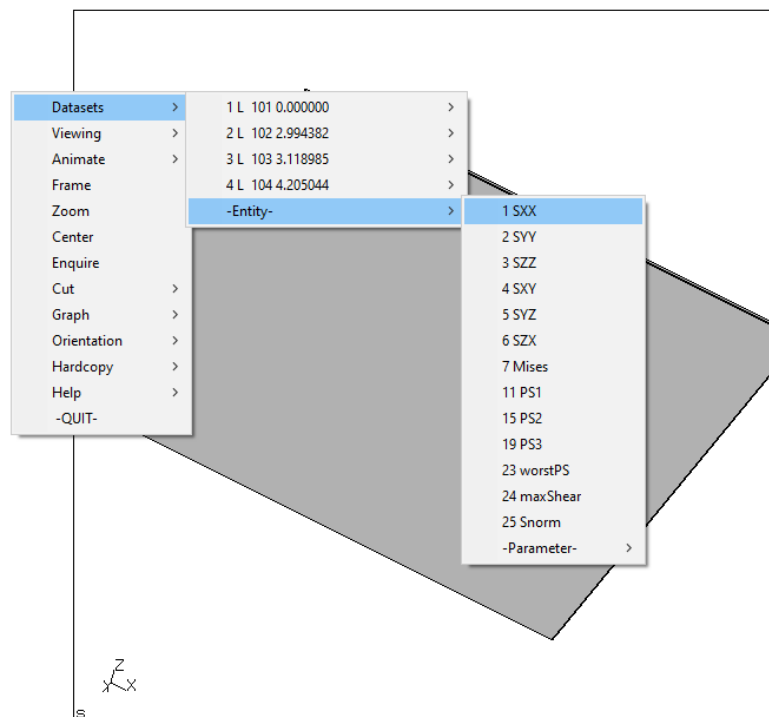 Datasets
Viewing
Animate
Frame
Zoom
Center
Enquire
Cut
Graph
Orientation
Hardcopy
Help
-QUIT-
1 L 101 0.000000
2 L 102 2.994382
3 L 103 3.118985
4 L 104 4.205044
-Entity-
1 SXX
2 SYY
3 SZZ
4 SXY
5 SYZ
6 SZX
7 Mises
11 PS1
15 PS2
19 PS3
23 worstPS
24 maxShear
25 Snorm
-Parameter-
Z
Y
X
s